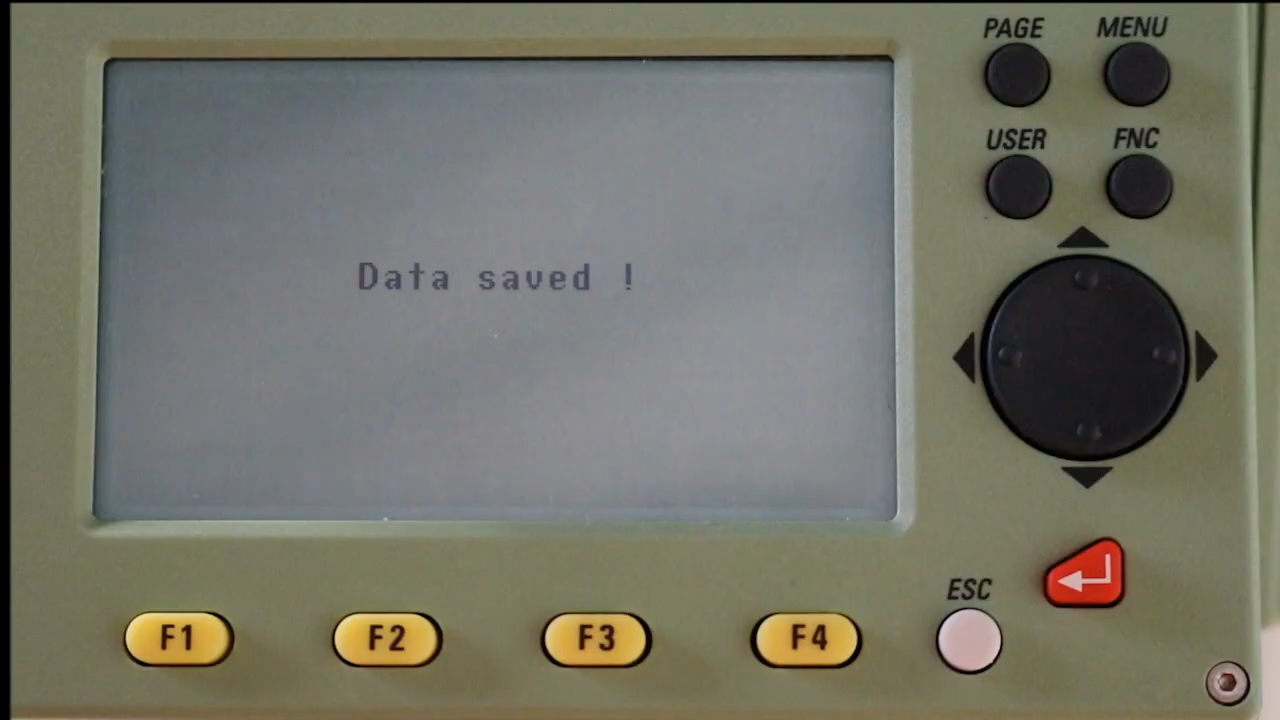 PAGE MENU
USER FNC
Data saved !
ESC
F1 F2 F3 F4